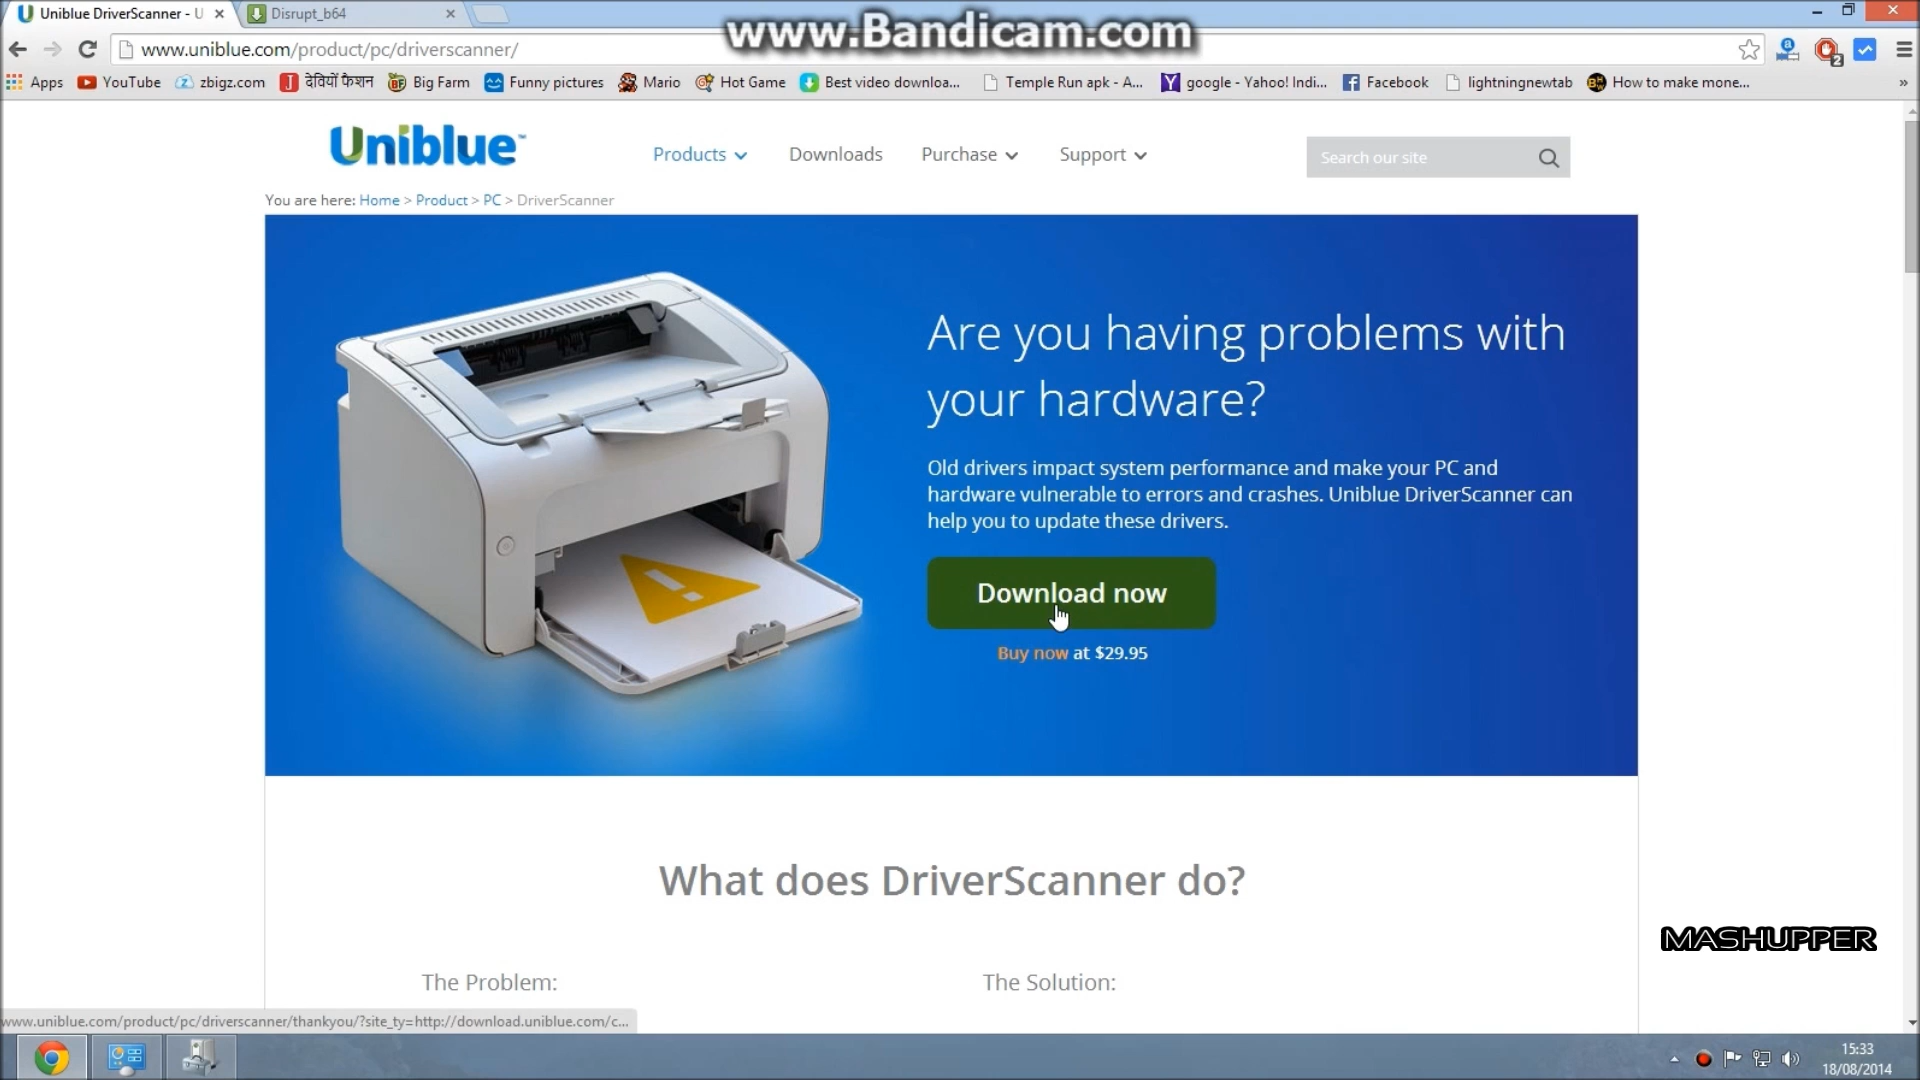 Uniblue DriverScanner - U
Disrupt_b64
www.Bandicam.com
www.uniblue.com/product/pc/driverscanner/
2
Apps
YouTube
zbigz.com
देवियों फैशन
Big Farm
Funny pictures
Mario
Hot Game
Best video downloa...
Temple Run apk - A...
google - Yahoo! Indi...
Facebook
lightningnewtab
How to make mone...
»
Uniblue™
Products
Downloads
Purchase
Support
Search our site
You are here: Home > Product > PC > DriverScanner
Are you having problems with
your hardware?
Old drivers impact system performance and make your PC and
hardware vulnerable to errors and crashes. Uniblue DriverScanner can
help you to update these drivers.
Download now
Buy now at $29.95
What does DriverScanner do?
MASHUPPER
The Problem:
The Solution:
www.uniblue.com/product/pc/driverscanner/thankyou/?site_ty=http://download.uniblue.com/c...
15:33
18/08/2014